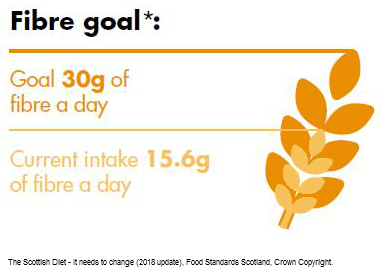 Fibre goal*:
Goal 30g of
fibre a day
Current intake 15.6g
of fibre a day
The Scottish Diet - it needs to change (2018 update), Food Standards Scotland, Crown Copyright.